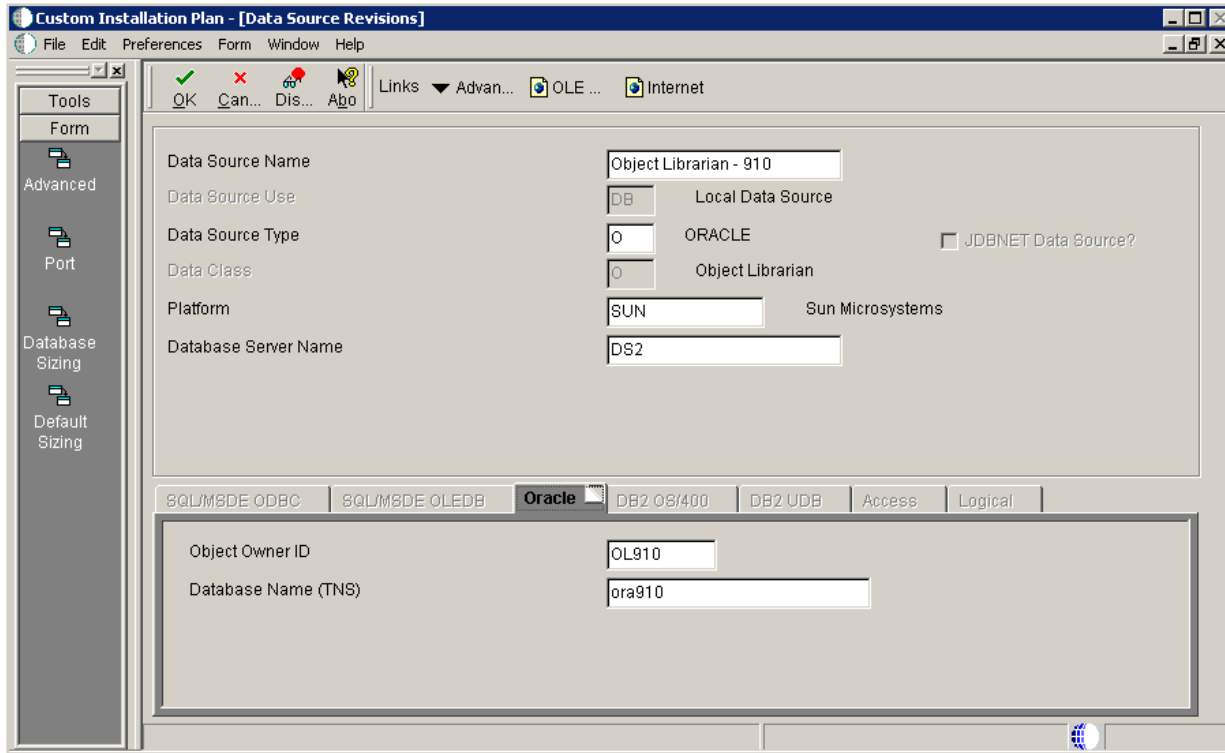 Custom Installation Plan - [Data Source Revisions]
File Edit Preferences Form Window Help
OK Can... Dis... Abo Links Advan... OLE ... Internet
Tools
Form
Advanced
Port
Database
Sizing
Default
Sizing
Data Source Name Object Librarian - 910
Data Source Use DB Local Data Source
Data Source Type O ORACLE JDBNET Data Source?
Data Class O Object Librarian
Platform SUN Sun Microsystems
Database Server Name DS2
SQL/MSDE ODBC SQL/MSDE OLEDB Oracle DB2 OS/400 DB2 UDB Access Logical
Object Owner ID OL910
Database Name (TNS) ora910